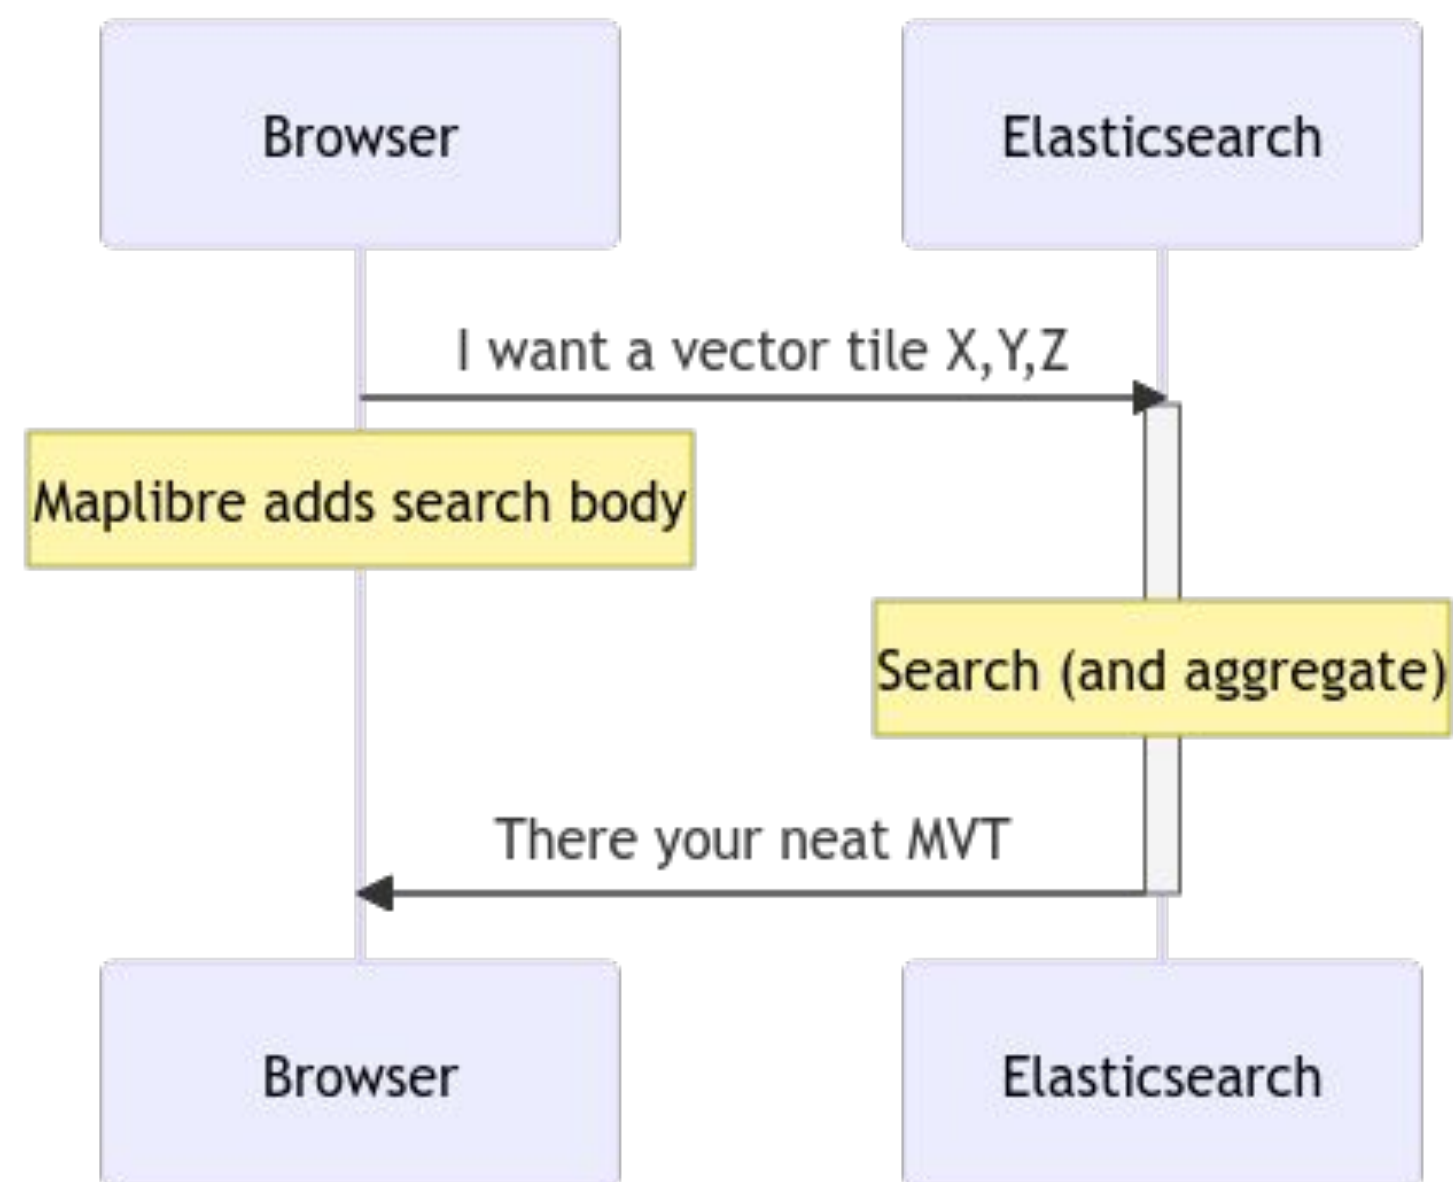 Browser
Elasticsearch
I want a vector tile X,Y,Z
Maplibre adds search body
Search (and aggregate)
There your neat MVT
Browser
Elasticsearch